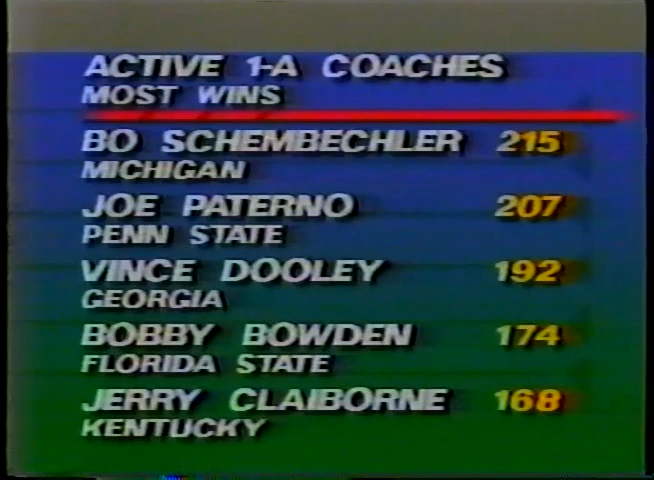 ACTIVE 1-A COACHES
MOST WINS
BO SCHEMBECHLER 215
MICHIGAN
JOE PATERNO 207
PENN STATE
VINCE DOOLEY 192
GEORGIA
BOBBY BOWDEN 174
FLORIDA STATE
JERRY CLAIBORNE 168
KENTUCKY